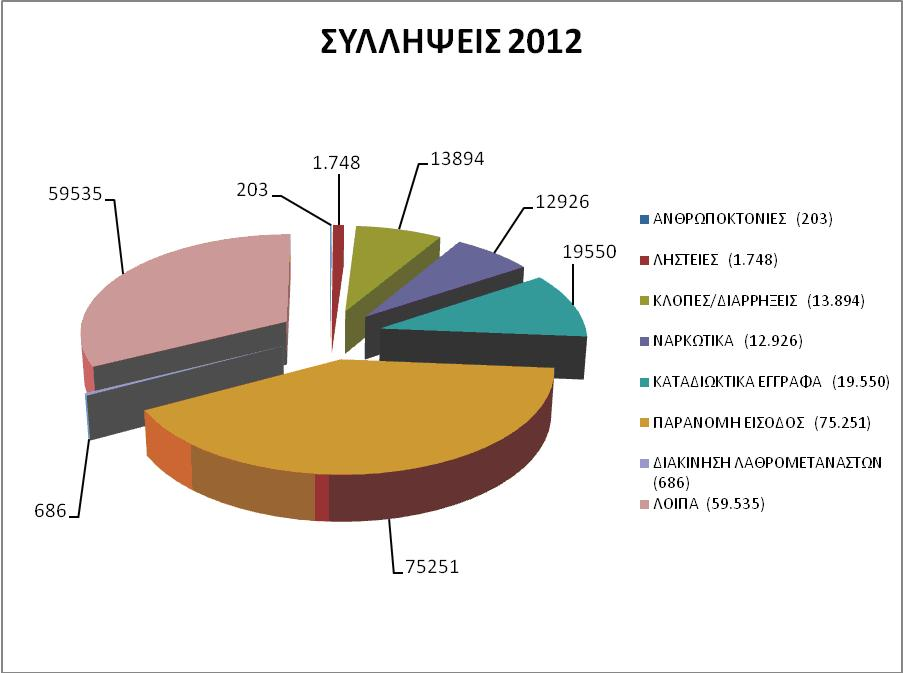 ΣΥΛΛΗΨΕΙΣ 2012
1.748
13894
203
59535
12926
19550
686
75251
ΑΝΘΡΩΠΟΚΤΟΝΙΕΣ (203)
ΛΗΣΤΕΙΕΣ (1.748)
ΚΛΟΠΕΣ/ΔΙΑΡΡΗΞΕΙΣ (13.894)
ΝΑΡΚΩΤΙΚΑ (12.926)
ΚΑΤΑΔΙΩΚΤΙΚΑ ΕΓΓΡΑΦΑ (19.550)
ΠΑΡΑΝΟΜΗ ΕΙΣΟΔΟΣ (75.251)
ΔΙΑΚΙΝΗΣΗ ΛΑΘΡΟΜΕΤΑΝΑΣΤΩΝ
(686)
ΛΟΙΠΑ (59.535)